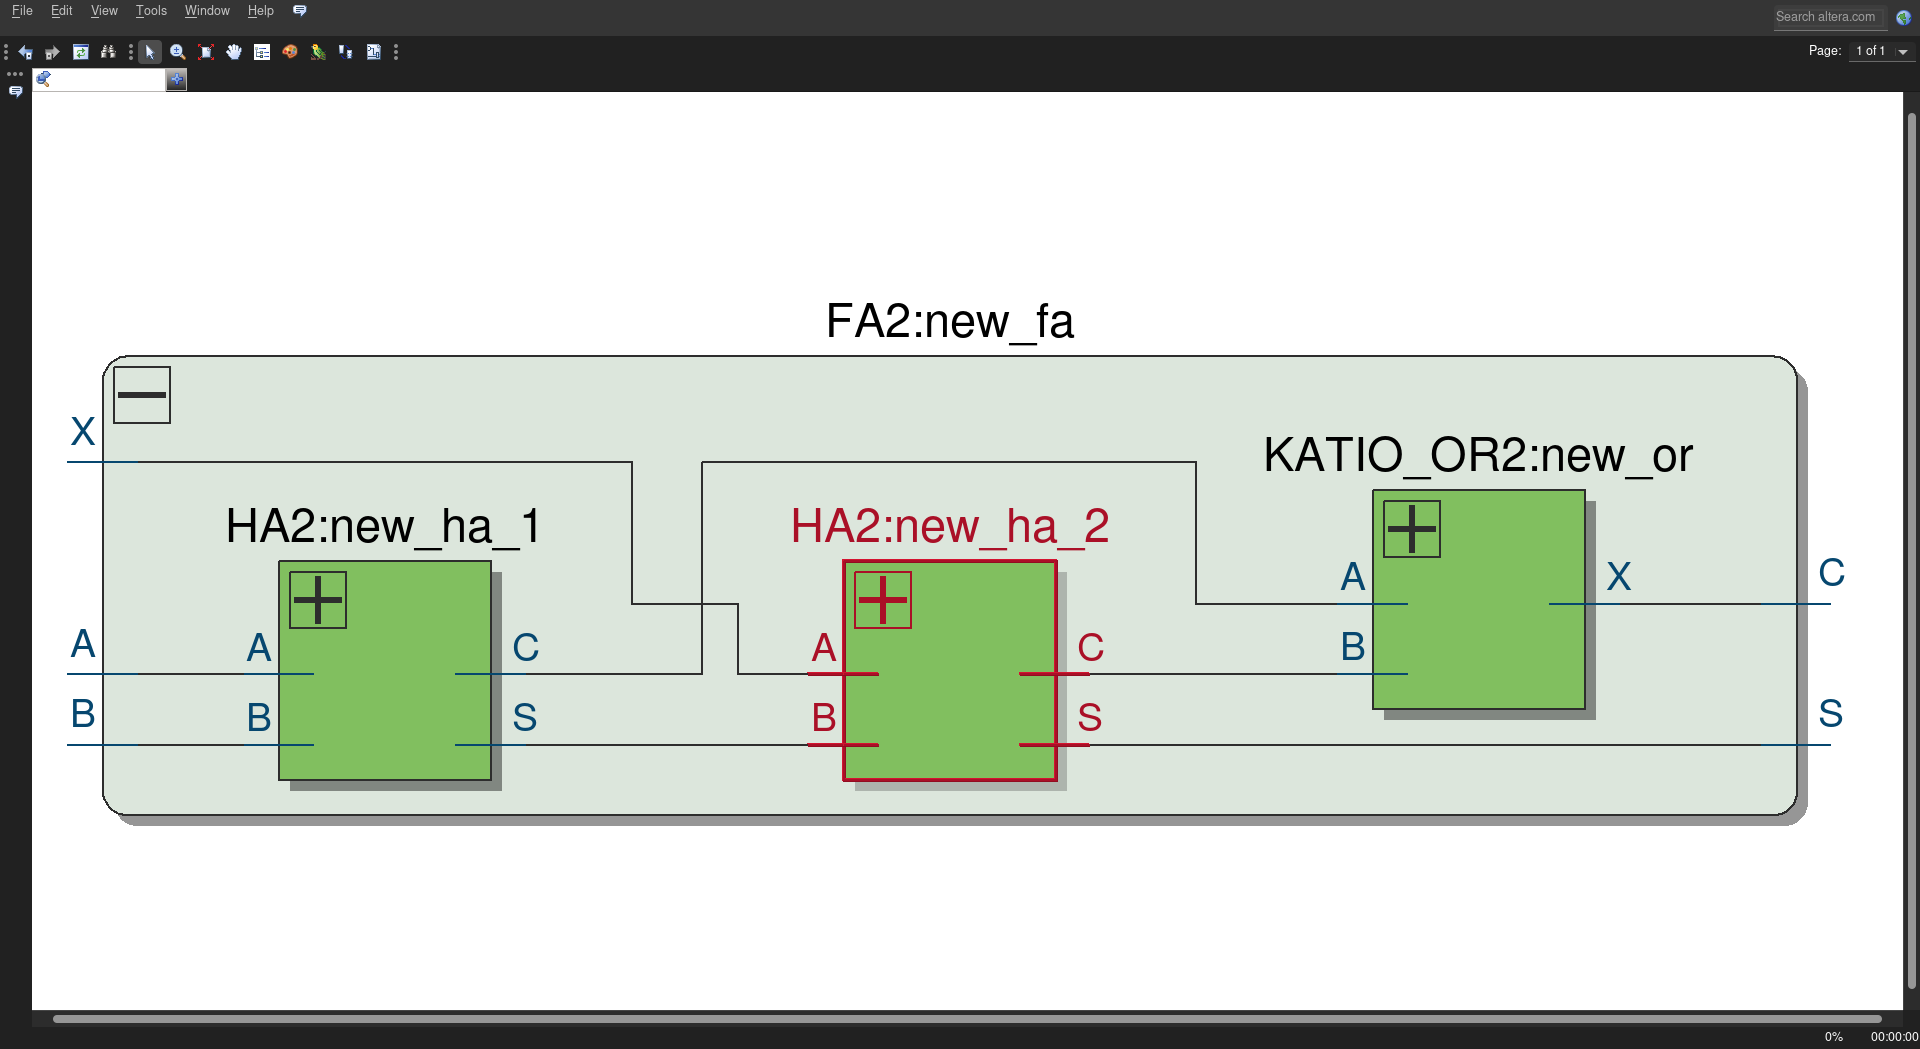 File Edit View Tools Window Help
Search altera.com
Page: 1 of 1
FA2:new_fa
X
KATIO_OR2:new_or
HA2:new_ha_1
HA2:new_ha_2
A X C
A A C A C B
B B S B S S
0% 00:00:00